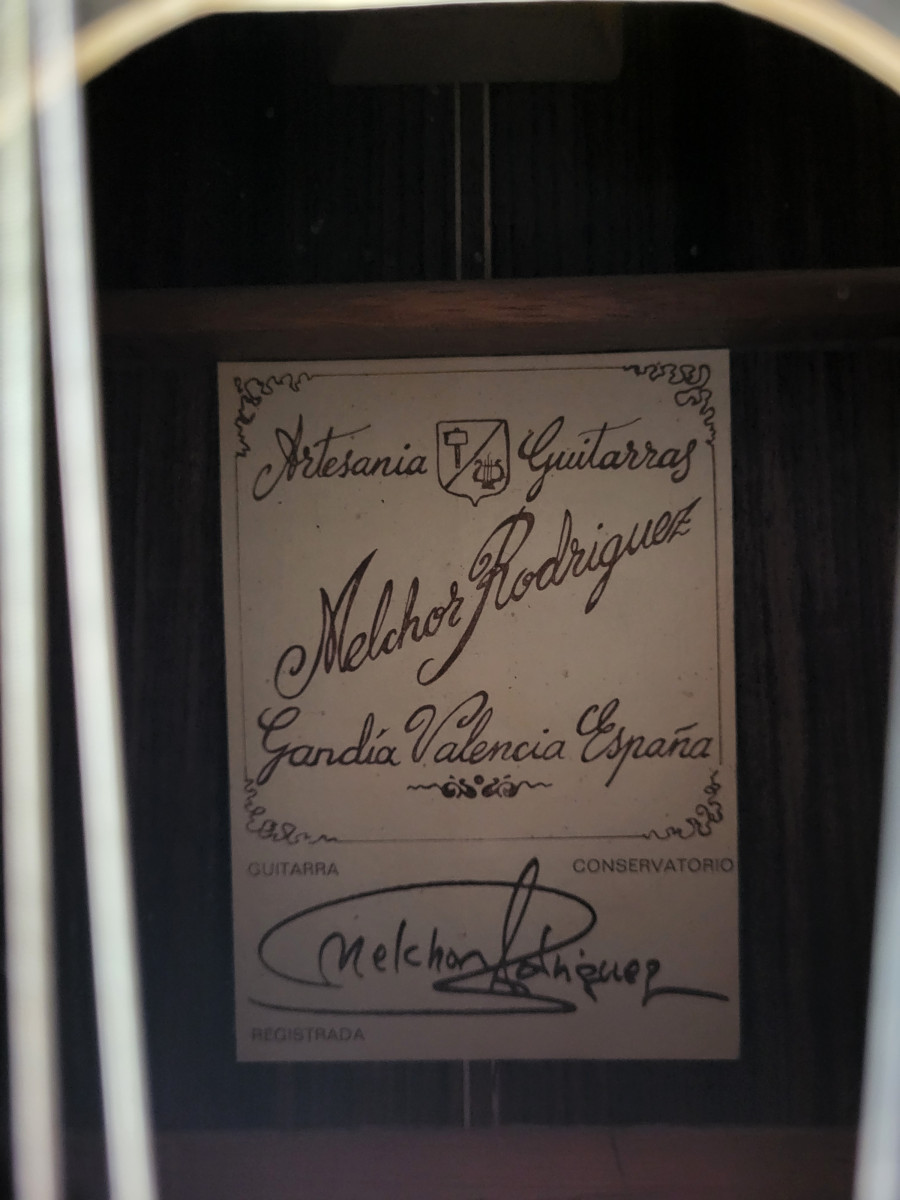 Artesania Guitarras
Melchor Rodriguez
Gandía Valencia España
GUITARRA CONSERVATORIO
Melchor Rodriguez
REGISTRADA